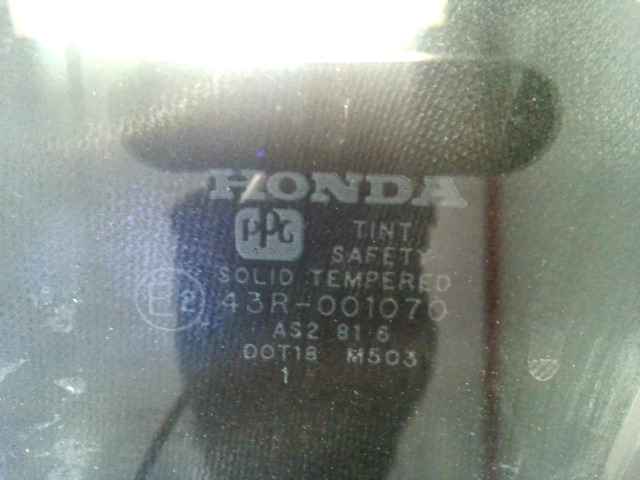 HONDA
PPG TINT
SAFETY
SOLID TEMPERED
E2 43R-001070
AS2 81 6
DOT18 M503
1